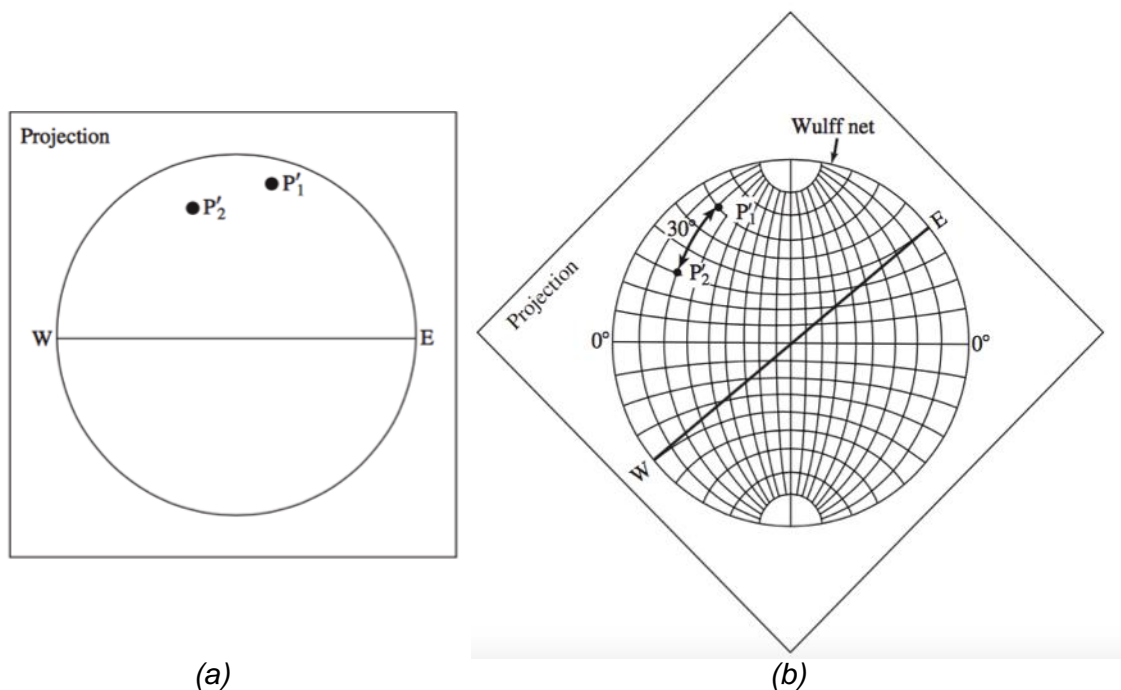 Projection
P′1
P′2
W
E
(a)
Wulff net
E
P′1
30°
P′2
Projection
0°
0°
W
(b)